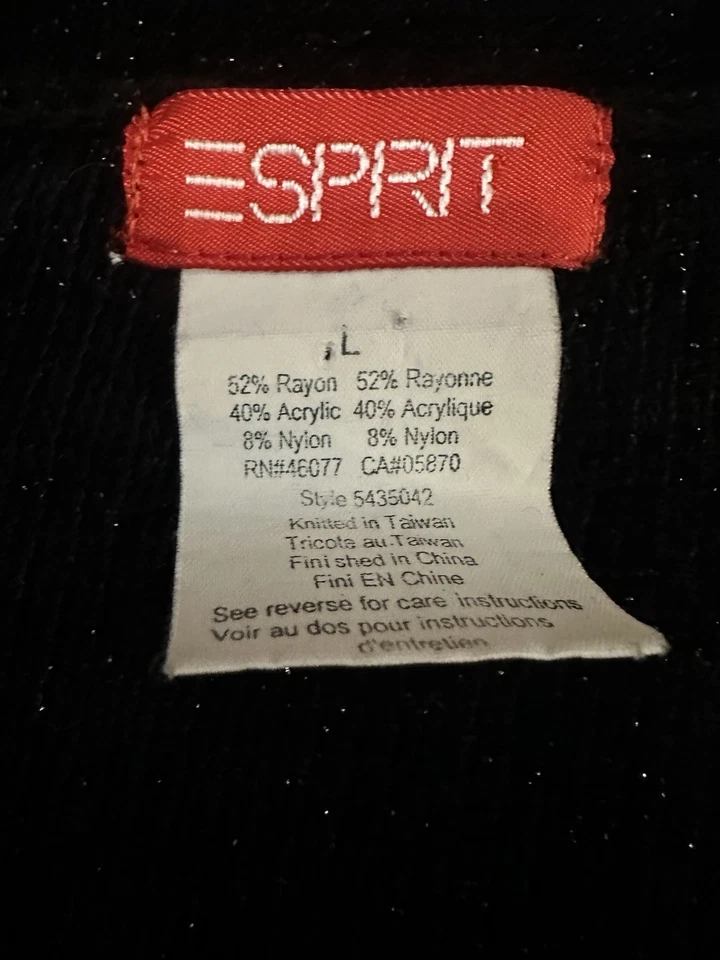 ESPRIT
L
52% Rayon 52% Rayonne
40% Acrylic 40% Acrylique
8% Nylon 8% Nylon
RN#46077 CA#05870
Style 5435042
Knitted in Taiwan
Tricote au Taiwan
Finished in China
Fini EN Chine
See reverse for care instructions
Voir au dos pour instructions
d'entretien